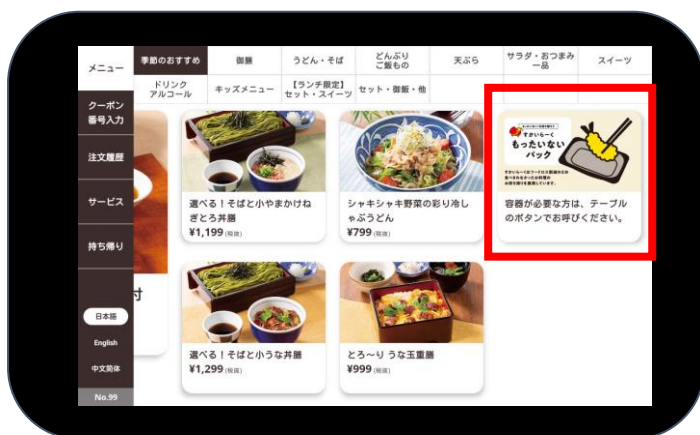 メニュー
季節のおすすめ
御膳
うどん・そば
どんぶり
ご飯もの
天ぷら
サラダ・おつまみ
一品
スイーツ
ドリンク
アルコール
キッズメニュー
【ランチ限定】
セット・スイーツ
セット・御飯・他
クーポン
番号入力
注文履歴
サービス
持ち帰り
日本語
English
中文简体
No.99
付
選べる!そばと小やまかけね
ぎとろ丼膳
¥1,199(税抜)
シャキシャキ野菜の彩り冷し
ゃぶうどん
¥799(税抜)
すかいらーく
もったいない
パック
容器が必要な方は、テーブル
のボタンでお呼びください。
選べる!そばと小うな丼膳
¥1,299(税抜)
とろ~り うな玉重膳
¥999(税抜)